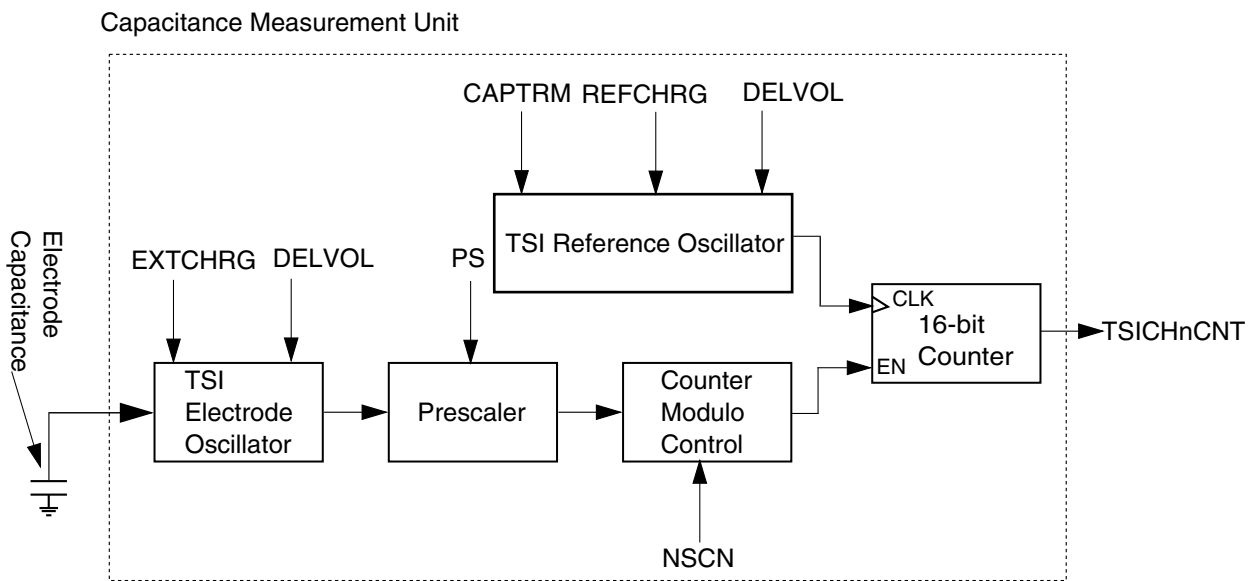 Capacitance Measurement Unit
CAPTRM REFCHRG DELVOL
TSI Reference Oscillator
Electrode
Capacitance
EXTCHRG DELVOL
PS
CLK
16-bit
Counter
EN
TSICHnCNT
TSI
Electrode
Oscillator
Prescaler
Counter
Modulo
Control
NSCN